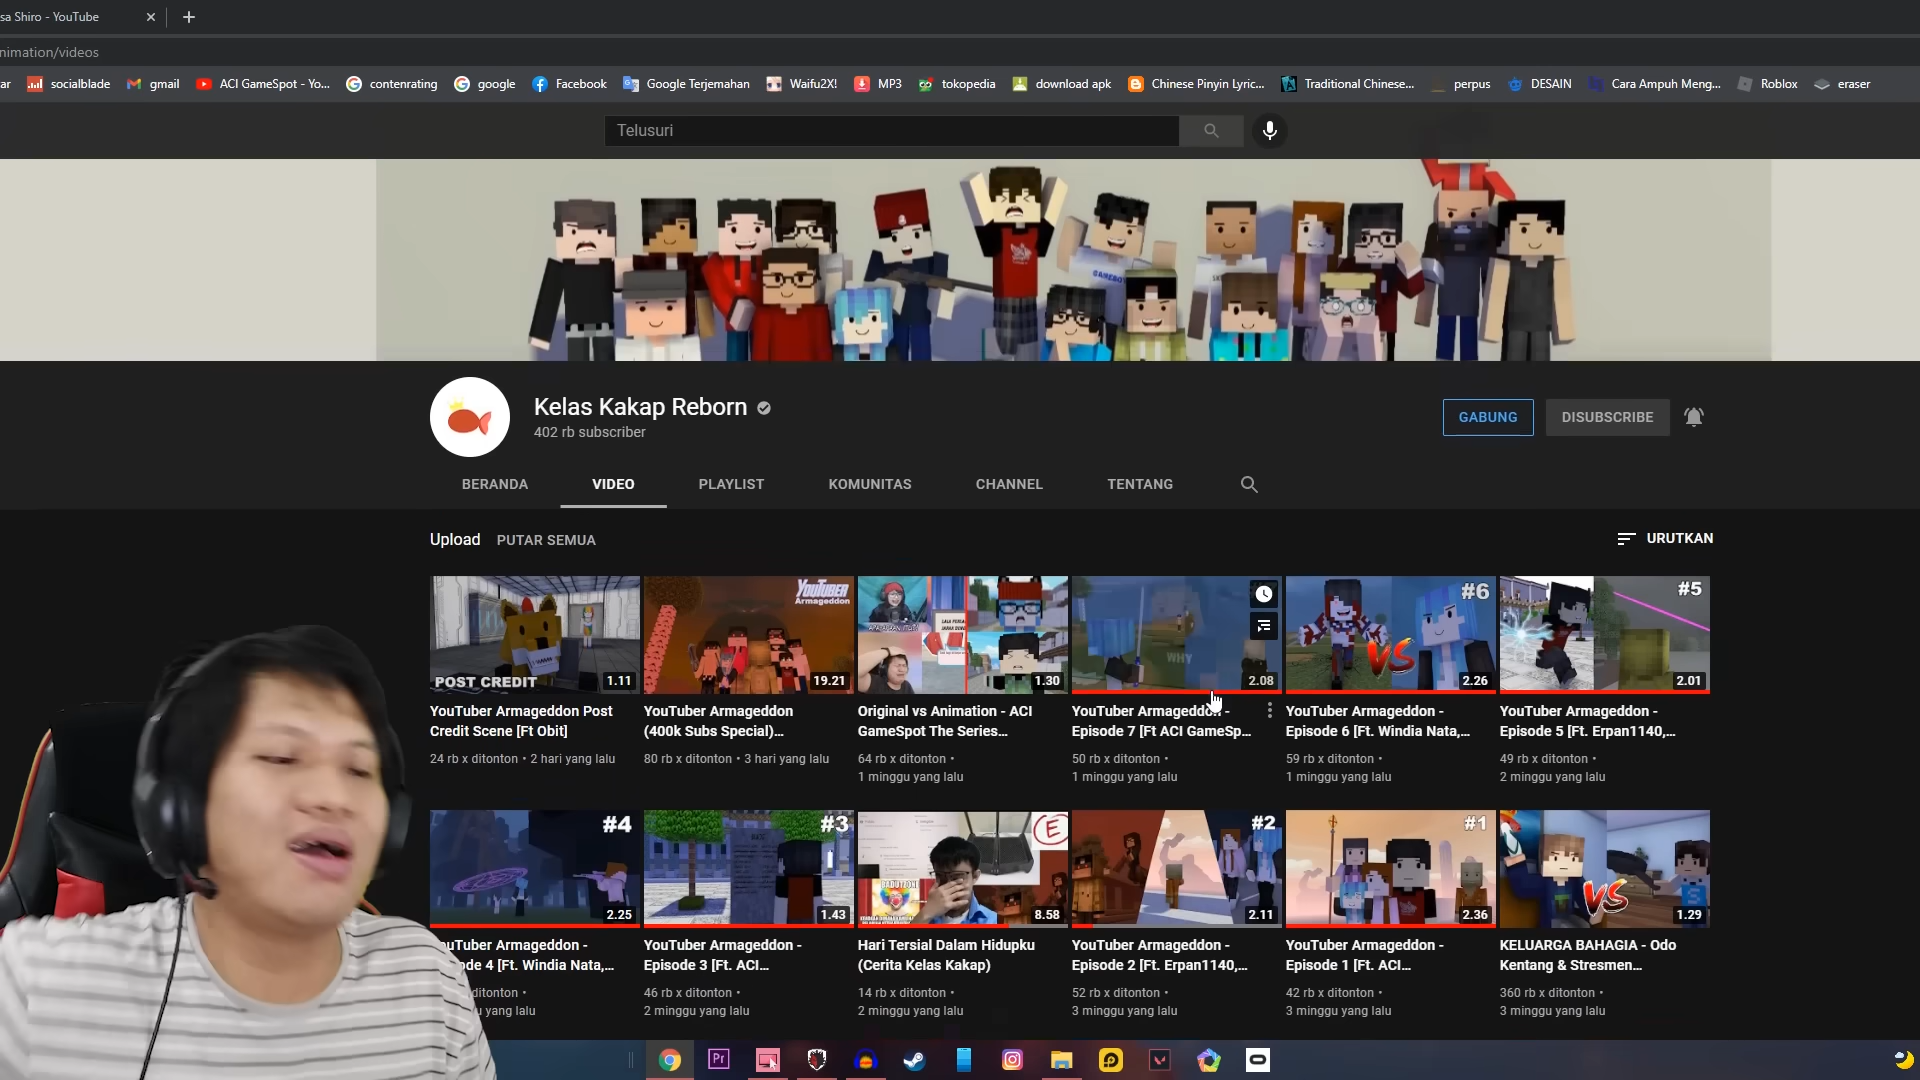 sa Shiro - YouTube
nimation/videos
ar socialblade gmail ACI GameSpot - Yo... contenrating google Facebook Google Terjemahan Waifu2X! MP3 tokopedia download apk Chinese Pinyin Lyric... Traditional Chinese... perpus DESAIN Cara Ampuh Meng... Roblox eraser
Telusuri
Kelas Kakap Reborn
402 rb subscriber
GABUNG DISUBSCRIBE
BERANDA VIDEO PLAYLIST KOMUNITAS CHANNEL TENTANG
Upload PUTAR SEMUA URUTKAN
YOUTUBER
Armageddon
WHY
VS
#6
#5
POST CREDIT
1.11 19.21 1.30 2.08 2.26 2.01
YouTuber Armageddon Post
Credit Scene [Ft Obit]
24 rb x ditonton • 2 hari yang lalu
YouTuber Armageddon
(400k Subs Special)...
80 rb x ditonton • 3 hari yang lalu
Original vs Animation - ACI
GameSpot The Series...
64 rb x ditonton •
1 minggu yang lalu
YouTuber Armageddon -
Episode 7 [Ft ACI GameSp...
50 rb x ditonton •
1 minggu yang lalu
YouTuber Armageddon -
Episode 6 [Ft. Windia Nata,...
59 rb x ditonton •
1 minggu yang lalu
YouTuber Armageddon -
Episode 5 [Ft. Erpan1140,...
49 rb x ditonton •
2 minggu yang lalu
#4 #3 E #2 #1
VS
2.25 1.43 8.58 2.11 2.36 1.29
ouTuber Armageddon -
ode 4 [Ft. Windia Nata,...
ditonton •
u yang lalu
YouTuber Armageddon -
Episode 3 [Ft. ACI...
46 rb x ditonton •
2 minggu yang lalu
Hari Tersial Dalam Hidupku
(Cerita Kelas Kakap)
14 rb x ditonton •
2 minggu yang lalu
YouTuber Armageddon -
Episode 2 [Ft. Erpan1140,...
52 rb x ditonton •
3 minggu yang lalu
YouTuber Armageddon -
Episode 1 [Ft. ACI...
42 rb x ditonton •
3 minggu yang lalu
KELUARGA BAHAGIA - Odo
Kentang & Stresmen...
360 rb x ditonton •
3 minggu yang lalu
Pr